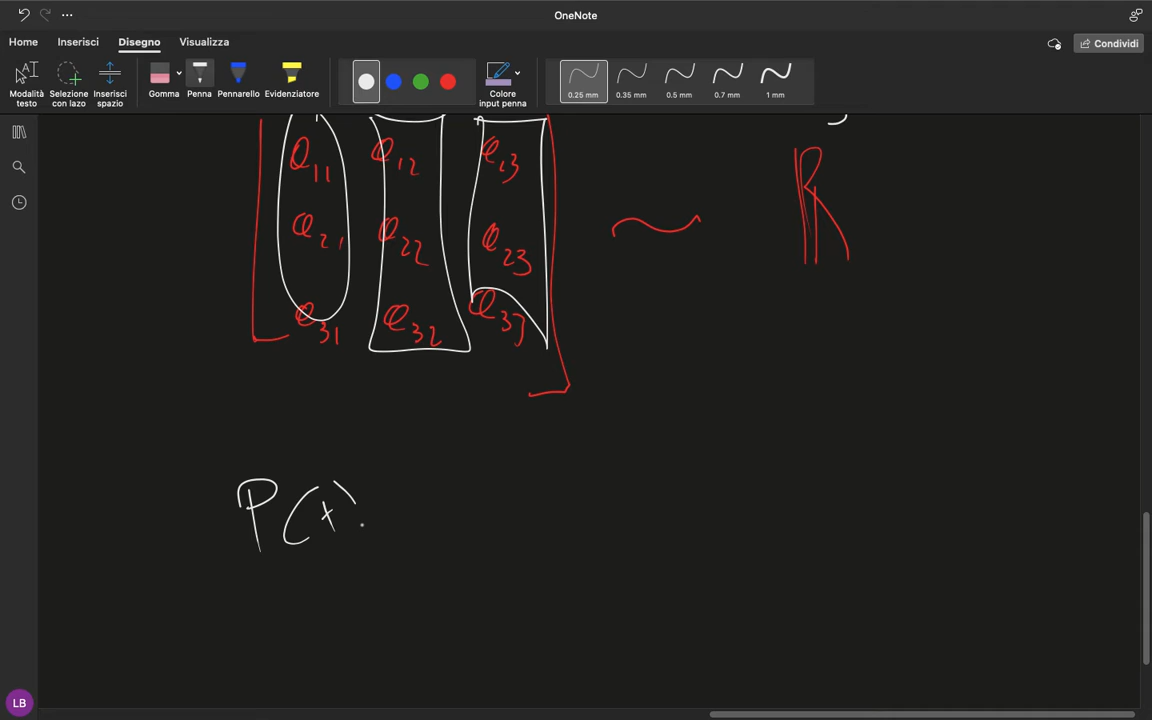 OneNote
Home Inserisci Disegno Visualizza
Condividi
Modalità testo
Selezione con lazo
Inserisci spazio
Gomma
Penna
Pennarello
Evidenziatore
Colore input penna
0.25 mm 0.35 mm 0.5 mm 0.7 mm 1 mm
a11 a12 a13
a21 a22 a23 ~ R
a31 a32 a33
P(t)
LB